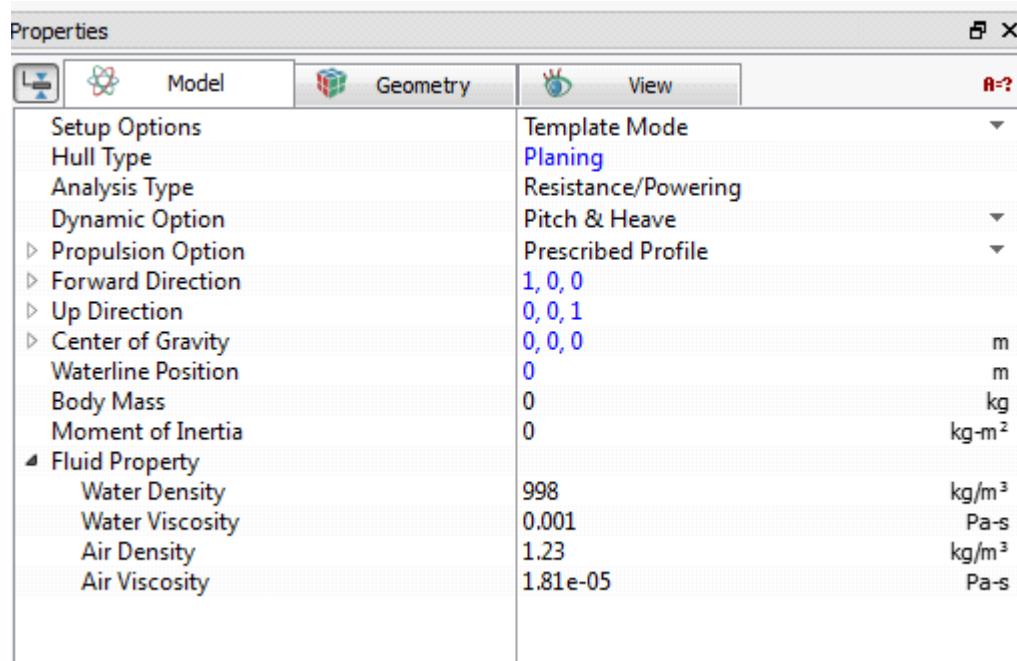 Properties
Model Geometry View A=?
Setup Options Template Mode
Hull Type Planing
Analysis Type Resistance/Powering
Dynamic Option Pitch & Heave
Propulsion Option Prescribed Profile
Forward Direction 1, 0, 0
Up Direction 0, 0, 1
Center of Gravity 0, 0, 0 m
Waterline Position 0 m
Body Mass 0 kg
Moment of Inertia 0 kg-m²
Fluid Property
Water Density 998 kg/m³
Water Viscosity 0.001 Pa-s
Air Density 1.23 kg/m³
Air Viscosity 1.81e-05 Pa-s